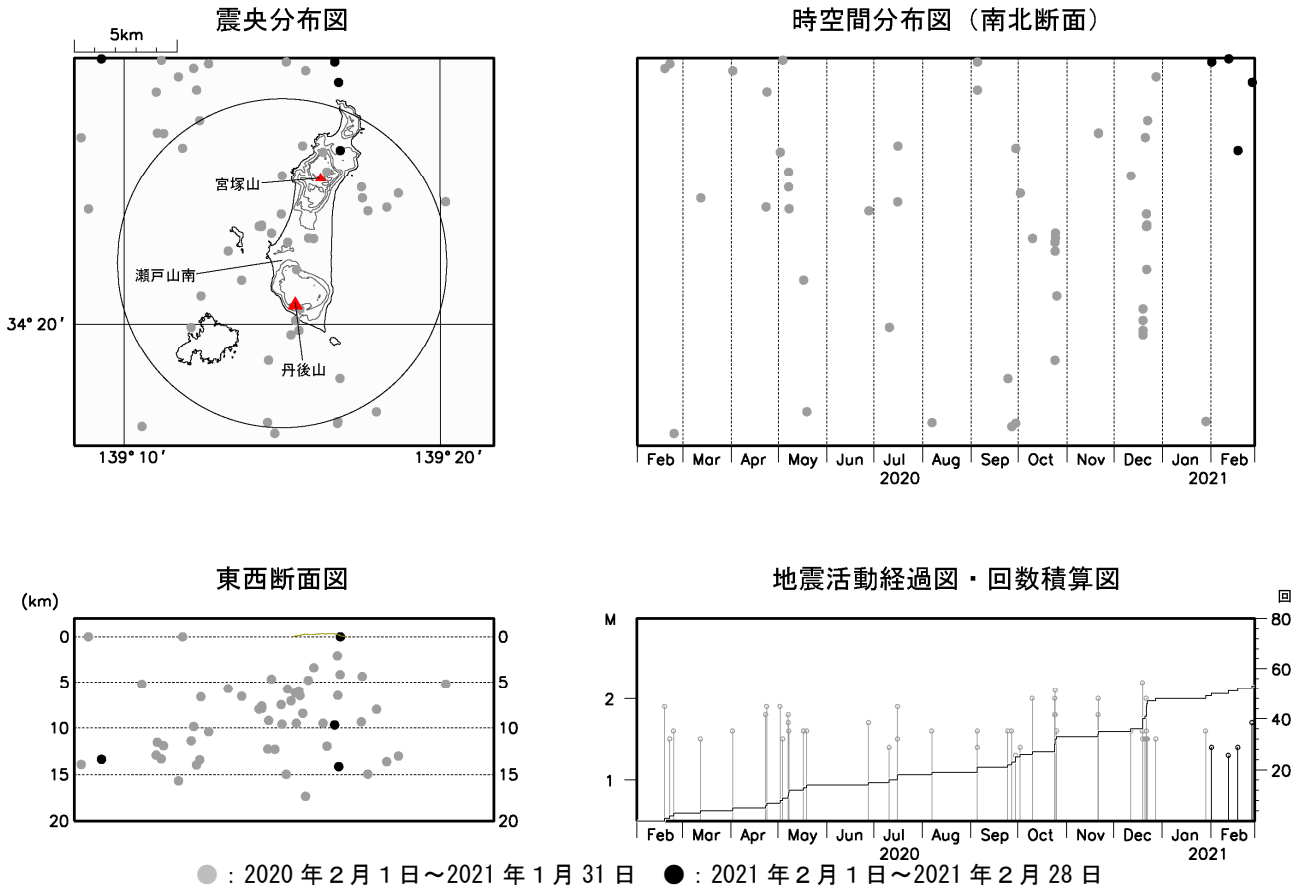 震央分布図
5km
宮塚山
瀬戸山南
丹後山
34° 20′
139° 10′ 139° 20′
時空間分布図（南北断面）
Feb Mar Apr May Jun Jul Aug Sep Oct Nov Dec Jan Feb
2020 2021
東西断面図
(km)
0 0
5 5
10 10
15 15
20 20
地震活動経過図・回数積算図
M 回
80
60
2 40
1 20
Feb Mar Apr May Jun Jul Aug Sep Oct Nov Dec Jan Feb
2020 2021
：2020 年２月１日～2021 年１月 31 日 ：2021 年２月１日～2021 年２月 28 日